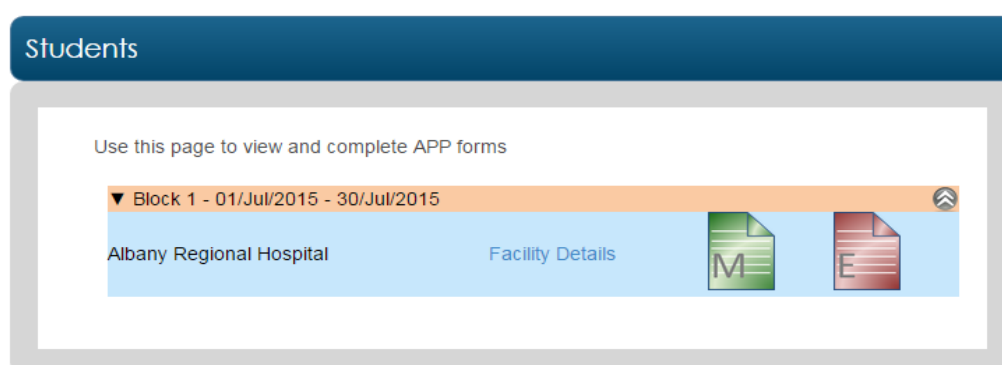 Students
Use this page to view and complete APP forms
▼ Block 1 - 01/Jul/2015 - 30/Jul/2015
Albany Regional Hospital Facility Details M E